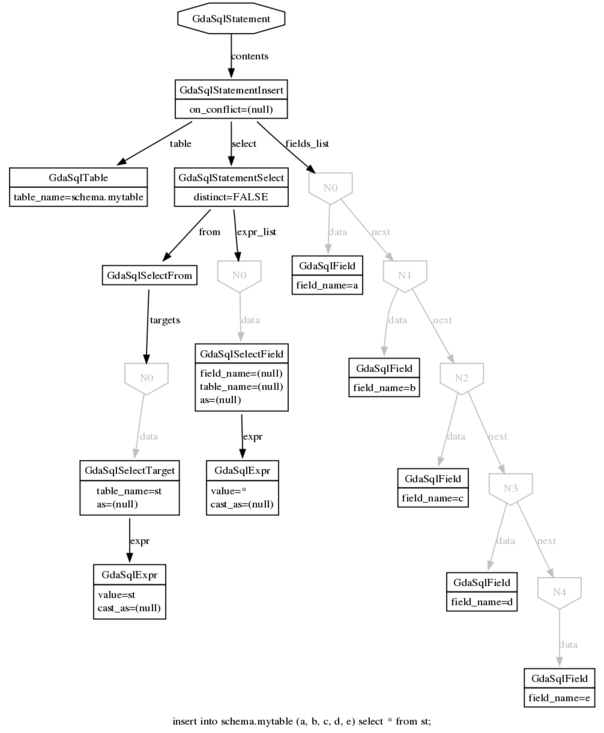 GdaSqlStatement
contents
GdaSqlStatementInsert
on_conflict=(null)
table
select
fields_list
GdaSqlTable
table_name=schema.mytable
GdaSqlStatementSelect
distinct=FALSE
N0
from
expr_list
data
next
GdaSqlSelectFrom
N0
GdaSqlField
field_name=a
N1
targets
data
data
next
N0
GdaSqlSelectField
field_name=(null)
table_name=(null)
as=(null)
GdaSqlField
field_name=b
N2
data
expr
data
next
GdaSqlSelectTarget
table_name=st
as=(null)
GdaSqlExpr
value=*
cast_as=(null)
GdaSqlField
field_name=c
N3
expr
data
next
GdaSqlExpr
value=st
cast_as=(null)
GdaSqlField
field_name=d
N4
data
GdaSqlField
field_name=e
insert into schema.mytable (a, b, c, d, e) select * from st;